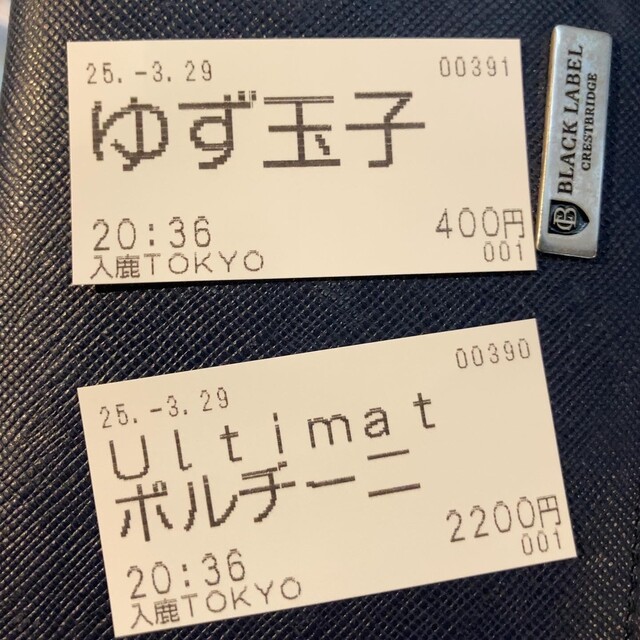 25.-3.29
00391
ゆず玉子
20:36
400円
入鹿TOKYO
001
BLACK LABEL
CRESTBRIDGE
B
25.-3.29
00390
Ultimat
ポルチーニ
20:36
2200円
入鹿TOKYO
001